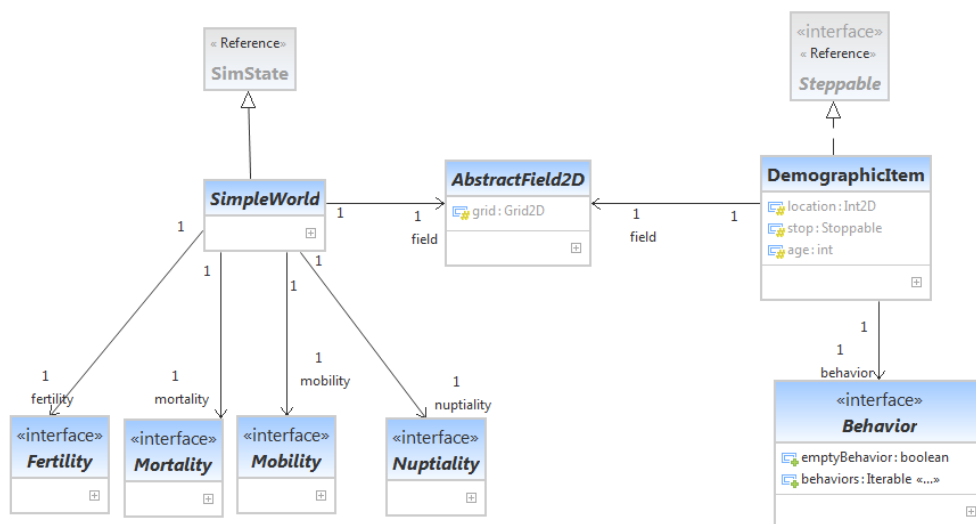 «interface»
« Reference»
Steppable
« Reference»
SimState
SimpleWorld
AbstractField2D
grid : Grid2D
DemographicItem
location : Int2D
stop : Stoppable
age : int
1
1
field
1
field
1
1
1
1
1
1
1
behavior
1
fertility
1
mortality
1
mobility
1
nuptiality
«interface»
Fertility
«interface»
Mortality
«interface»
Mobility
«interface»
Nuptiality
«interface»
Behavior
emptyBehavior : boolean
behaviors : Iterable «...»